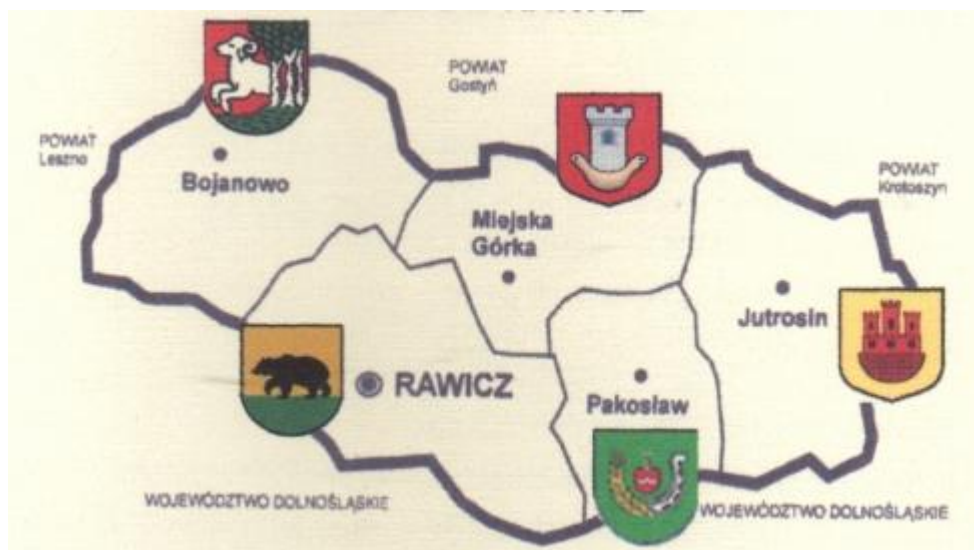 POWIAT
Gostyń
POWIAT
Leszno
POWIAT
Krotoszyn
Bojanowo
Miejska
Górka
Jutrosin
RAWICZ
Pakosław
WOJEWÓDZTWO DOLNOŚLĄSKIE
WOJEWÓDZTWO DOLNOŚLĄSKIE